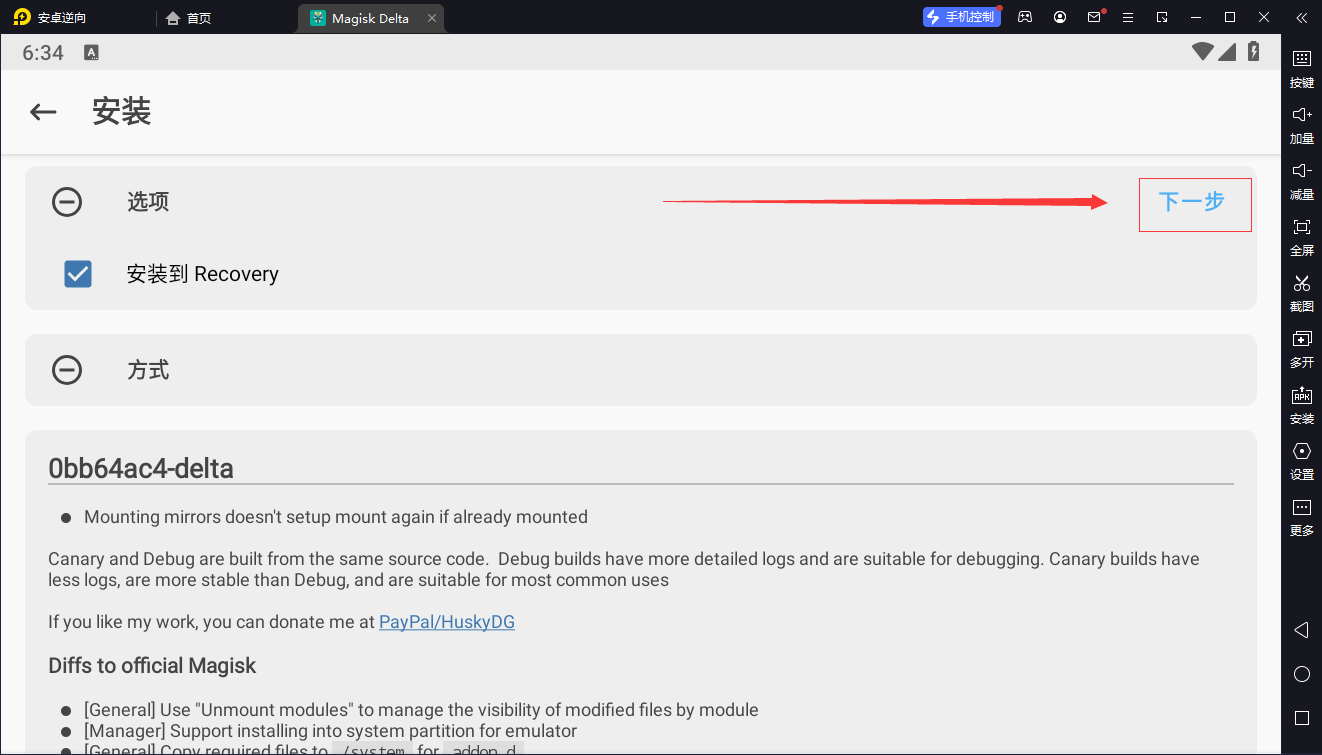 安卓逆向
首页
Magisk Delta
手机控制
6:34
A
安装
选项
下一步
安装到 Recovery
方式
0bb64ac4-delta
Mounting mirrors doesn't setup mount again if already mounted
Canary and Debug are built from the same source code.  Debug builds have more detailed logs and are suitable for debugging. Canary builds have
less logs, are more stable than Debug, and are suitable for most common uses
If you like my work, you can donate me at PayPal/HuskyDG
Diffs to official Magisk
[General] Use "Unmount modules" to manage the visibility of modified files by module
[Manager] Support installing into system partition for emulator
[General] Copy required files to /system for addon.d
按键
加量
减量
全屏
截图
多开
APK
安装
设置
更多